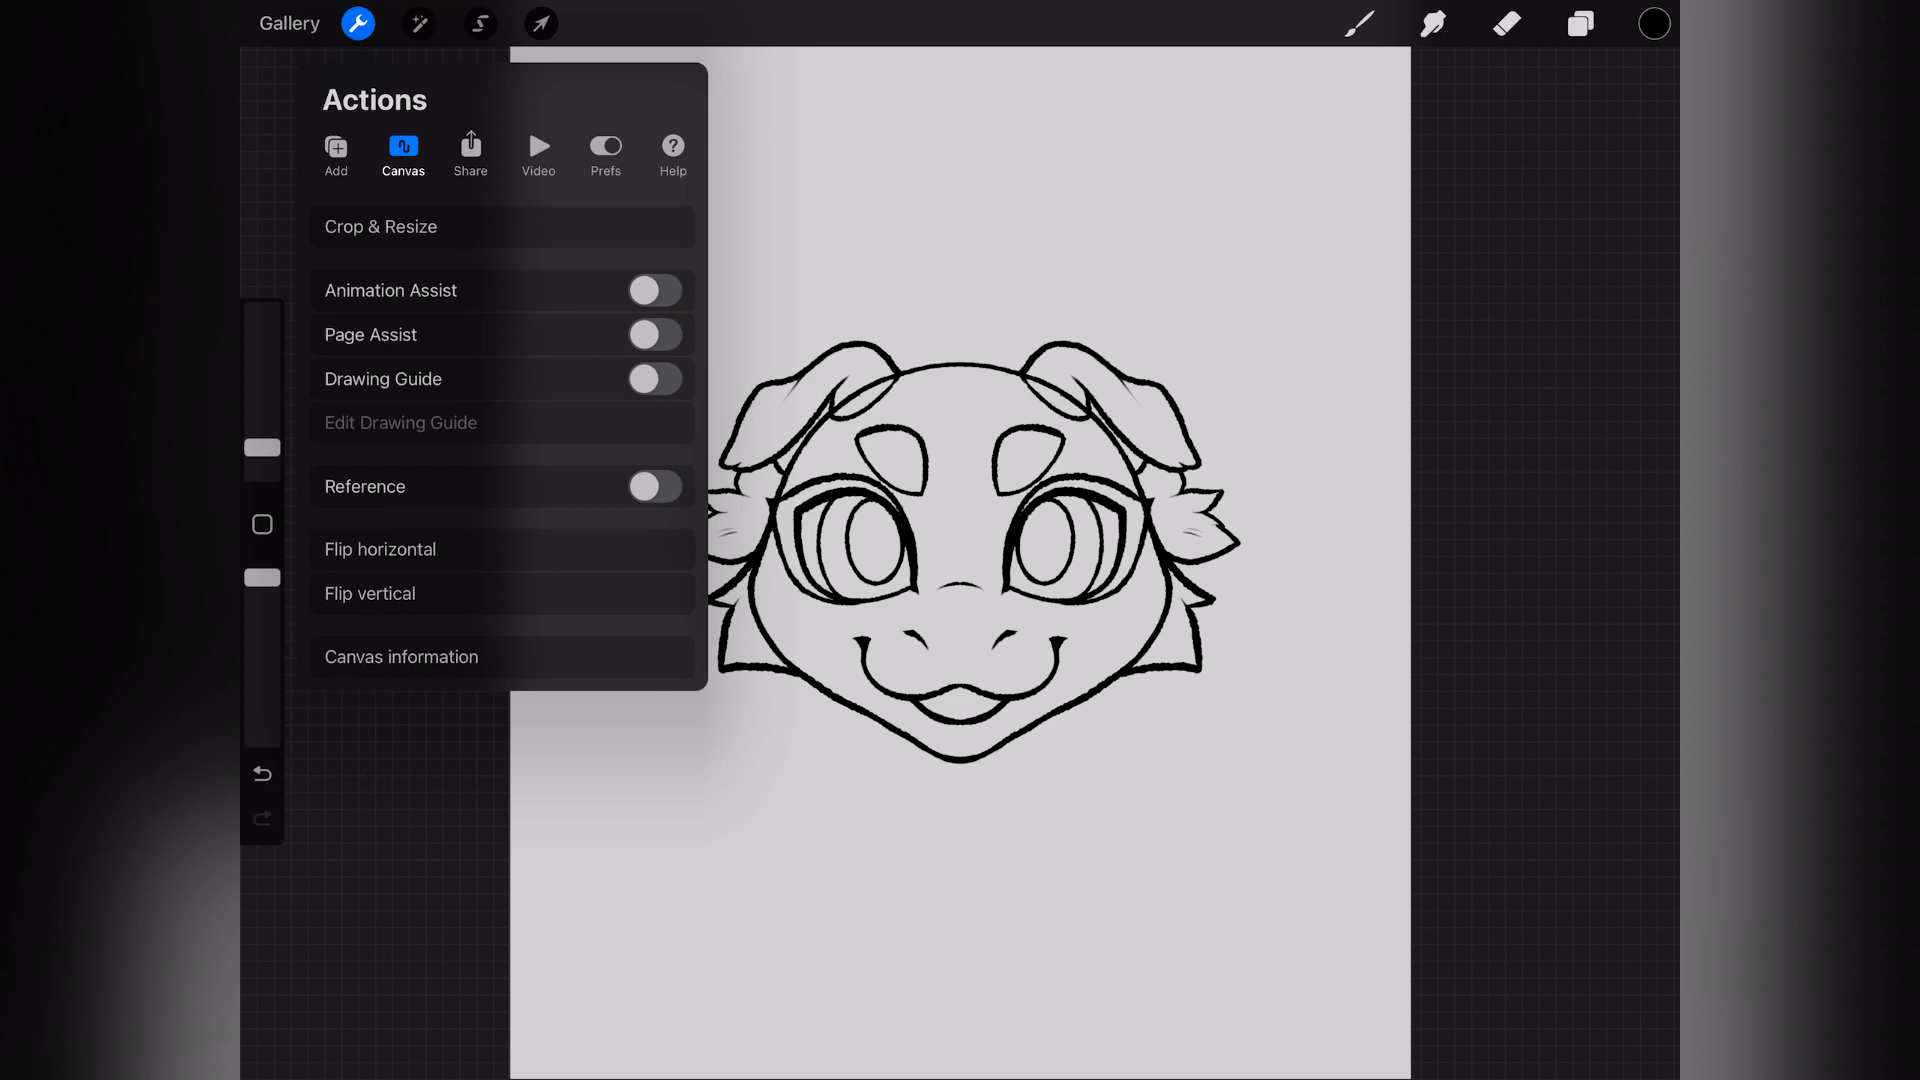 Gallery
Actions
Add
Canvas
Share
Video
Prefs
Help
Crop & Resize
Animation Assist
Page Assist
Drawing Guide
Edit Drawing Guide
Reference
Flip horizontal
Flip vertical
Canvas information